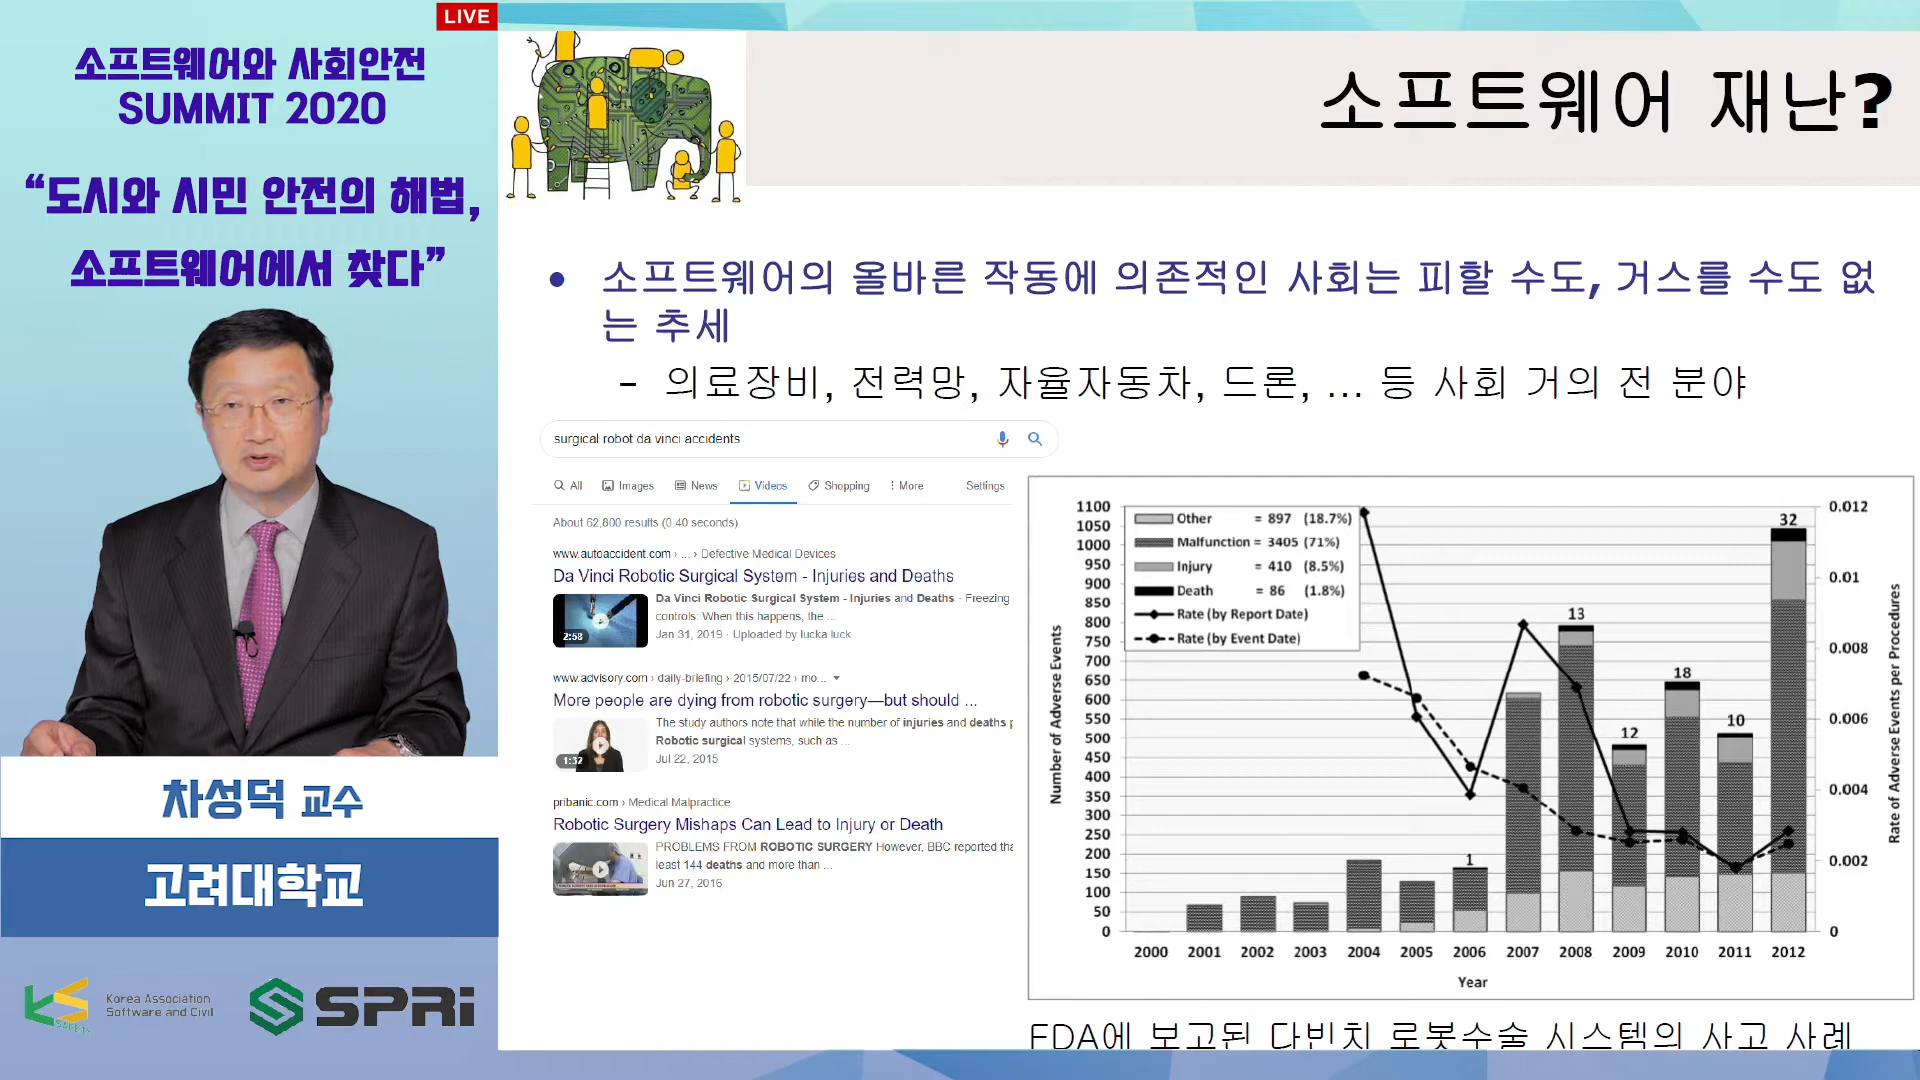 LIVE
소프트웨어와 사회안전
SUMMIT 2020
“도시와 시민 안전의 해법,
소프트웨어에서 찾다”
차성덕 교수
고려대학교
KS
SAFETY
Korea Association
Software and Civil
SPRi
소프트웨어 재난?
• 소프트웨어의 올바른 작동에 의존적인 사회는 피할 수도, 거스를 수도 없
는 추세
– 의료장비, 전력망, 자율자동차, 드론, ... 등 사회 거의 전 분야
surgical robot da vinci accidents
All Images News Videos Shopping More Settings
About 62,800 results (0.40 seconds)
www.autoaccident.com › ... › Defective Medical Devices
Da Vinci Robotic Surgical System - Injuries and Deaths
Da Vinci Robotic Surgical System - Injuries and Deaths · Freezing
controls: When this happens, the ...
2:58
Jan 31, 2019 · Uploaded by lucka luck
www.advisory.com › daily-briefing › 2015/07/22 › mo...
More people are dying from robotic surgery—but should ...
The study authors note that while the number of injuries and deaths
Robotic surgical systems, such as ...
1:32
Jul 22, 2015
pribanic.com › Medical Malpractice
Robotic Surgery Mishaps Can Lead to Injury or Death
PROBLEMS FROM ROBOTIC SURGERY However, BBC reported tha
least 144 deaths and more than ...
Jun 27, 2016
Number of Adverse Events
1100
1050
1000
950
900
850
800
750
700
650
600
550
500
450
400
350
300
250
200
150
100
50
0
Other = 897 (18.7%)
Malfunction = 3405 (71%)
Injury = 410 (8.5%)
Death = 86 (1.8%)
Rate (by Report Date)
Rate (by Event Date)
1 13 12 18 10 32
0.012
0.01
0.008
0.006
0.004
0.002
0
Rate of Adverse Events per Procedures
2000 2001 2002 2003 2004 2005 2006 2007 2008 2009 2010 2011 2012
Year
FDA에 보고된 다빈치 로봇수술 시스템의 사고 사례